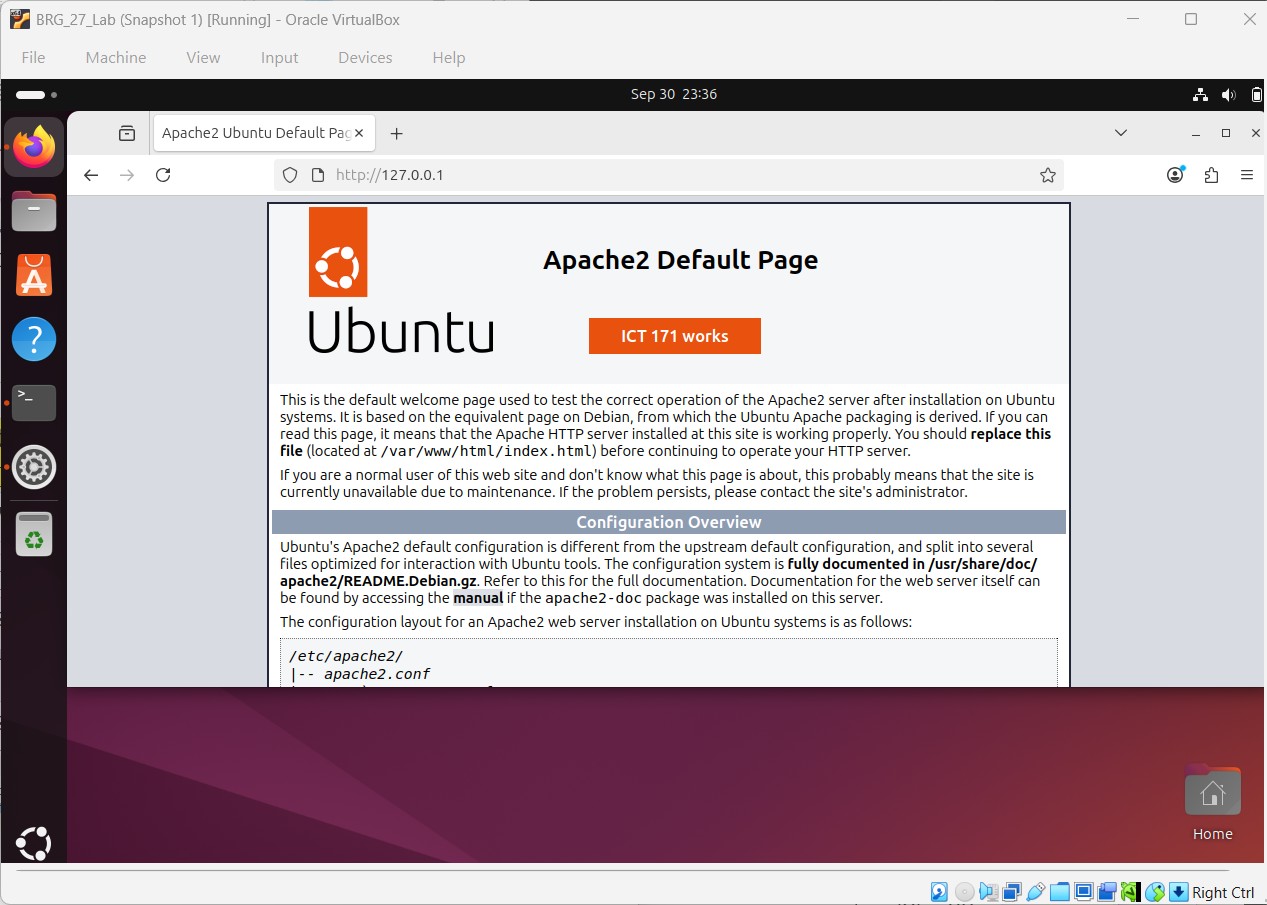 BRG_27_Lab (Snapshot 1) [Running] - Oracle VirtualBox
File Machine View Input Devices Help
Sep 30 23:36
Apache2 Ubuntu Default Pag
http://127.0.0.1
Apache2 Default Page
Ubuntu
ICT 171 works
This is the default welcome page used to test the correct operation of the Apache2 server after installation on Ubuntu
systems. It is based on the equivalent page on Debian, from which the Ubuntu Apache packaging is derived. If you can
read this page, it means that the Apache HTTP server installed at this site is working properly. You should replace this
file (located at /var/www/html/index.html) before continuing to operate your HTTP server.
If you are a normal user of this web site and don't know what this page is about, this probably means that the site is
currently unavailable due to maintenance. If the problem persists, please contact the site's administrator.
Configuration Overview
Ubuntu's Apache2 default configuration is different from the upstream default configuration, and split into several
files optimized for interaction with Ubuntu tools. The configuration system is fully documented in /usr/share/doc/
apache2/README.Debian.gz. Refer to this for the full documentation. Documentation for the web server itself can
be found by accessing the manual if the apache2-doc package was installed on this server.
The configuration layout for an Apache2 web server installation on Ubuntu systems is as follows:
/etc/apache2/
|-- apache2.conf
Home
Right Ctrl